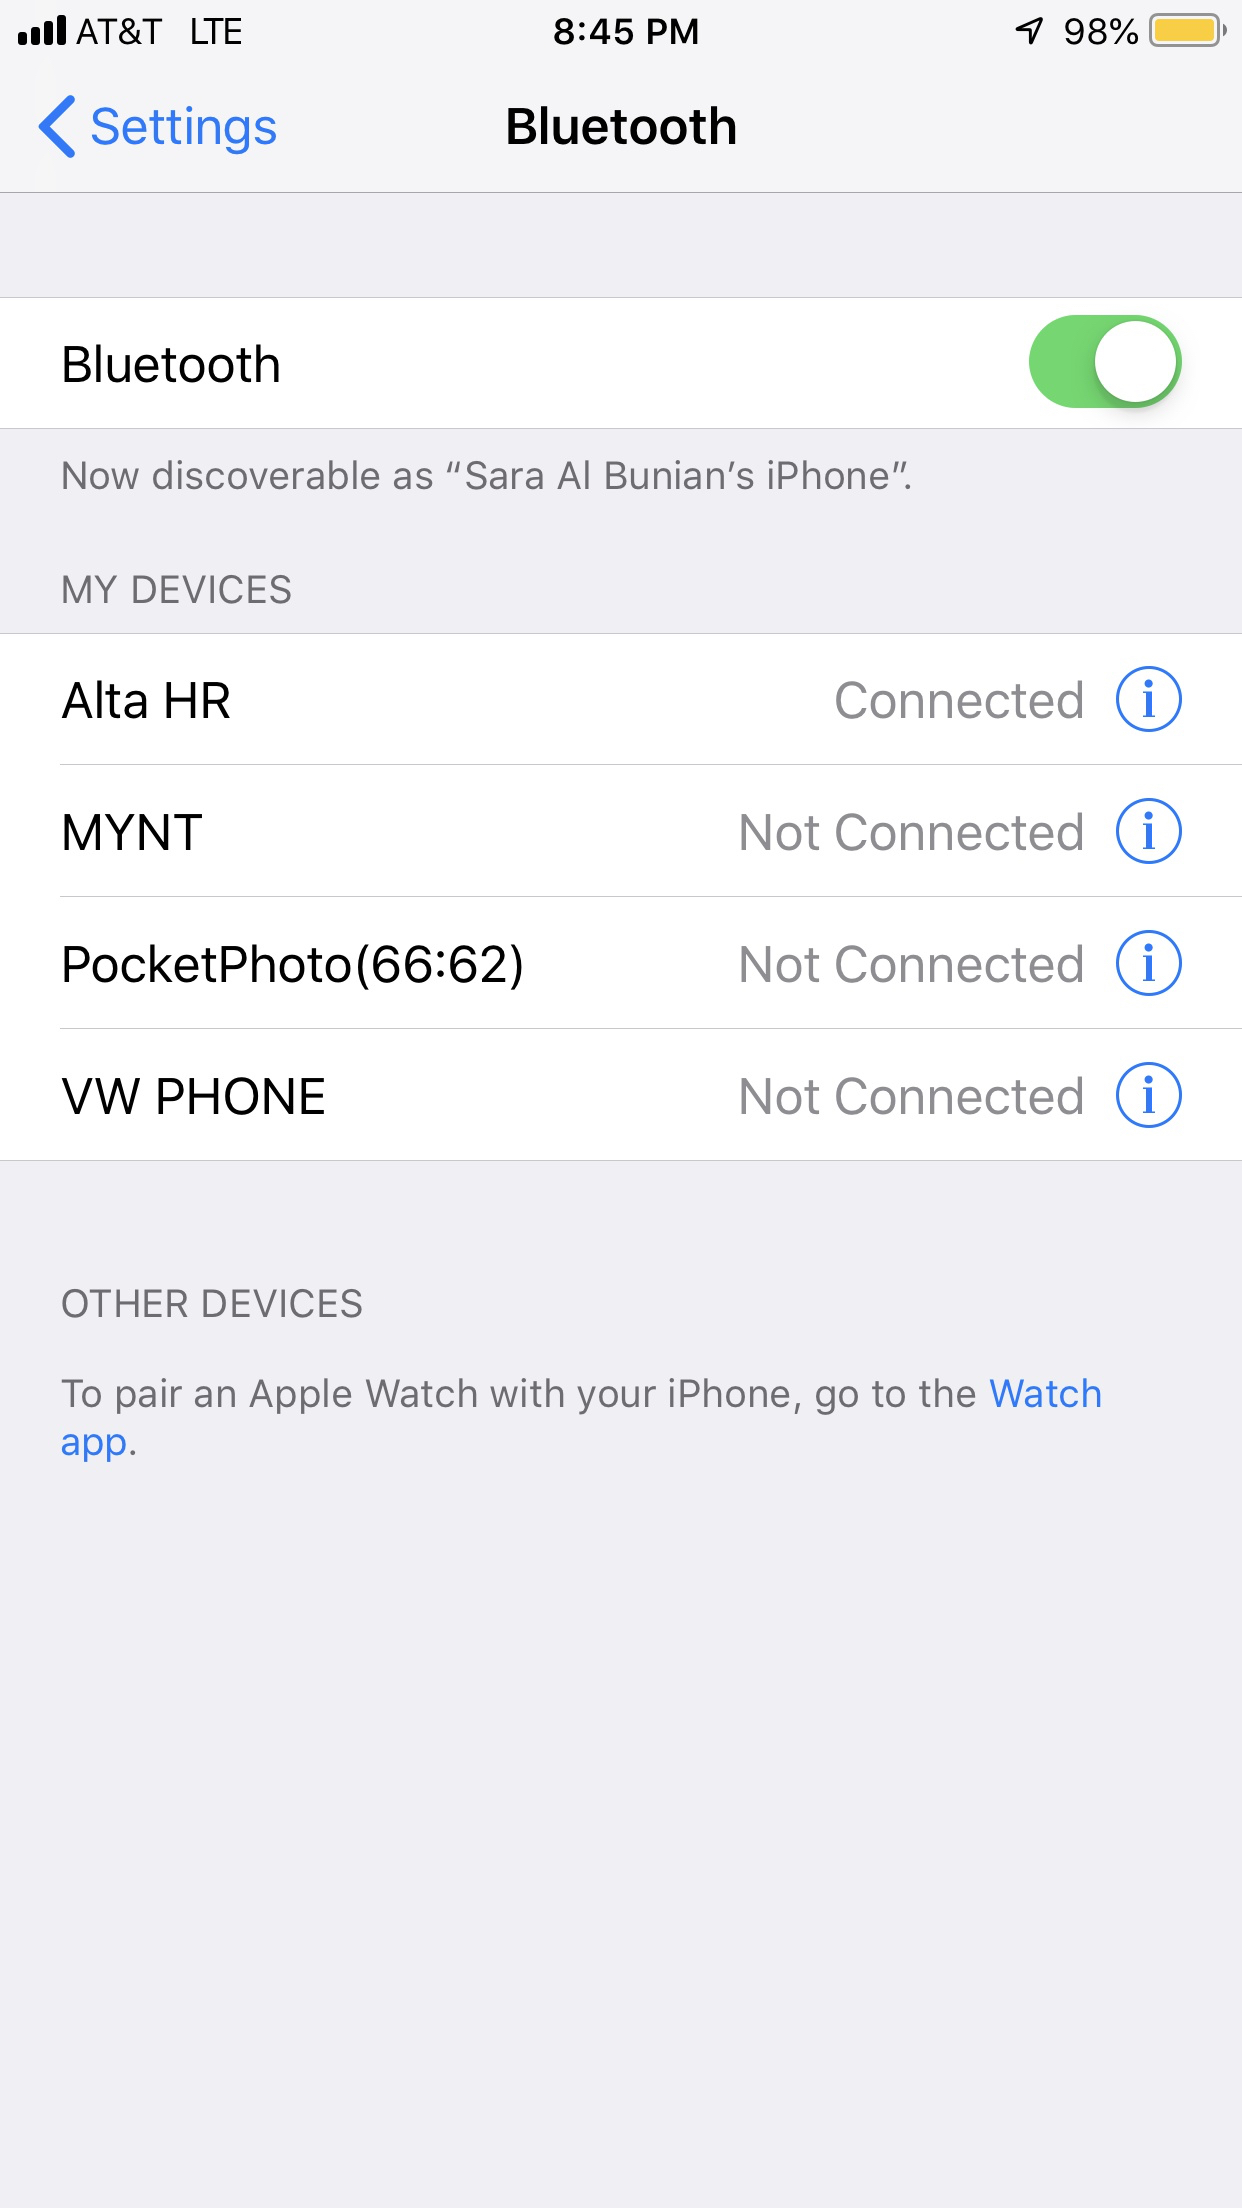 AT&T LTE 8:45 PM 98%
Settings Bluetooth
Bluetooth
Now discoverable as “Sara Al Bunian’s iPhone”.
MY DEVICES
Alta HR Connected
MYNT Not Connected
PocketPhoto(66:62) Not Connected
VW PHONE Not Connected
OTHER DEVICES
To pair an Apple Watch with your iPhone, go to the Watch
app.